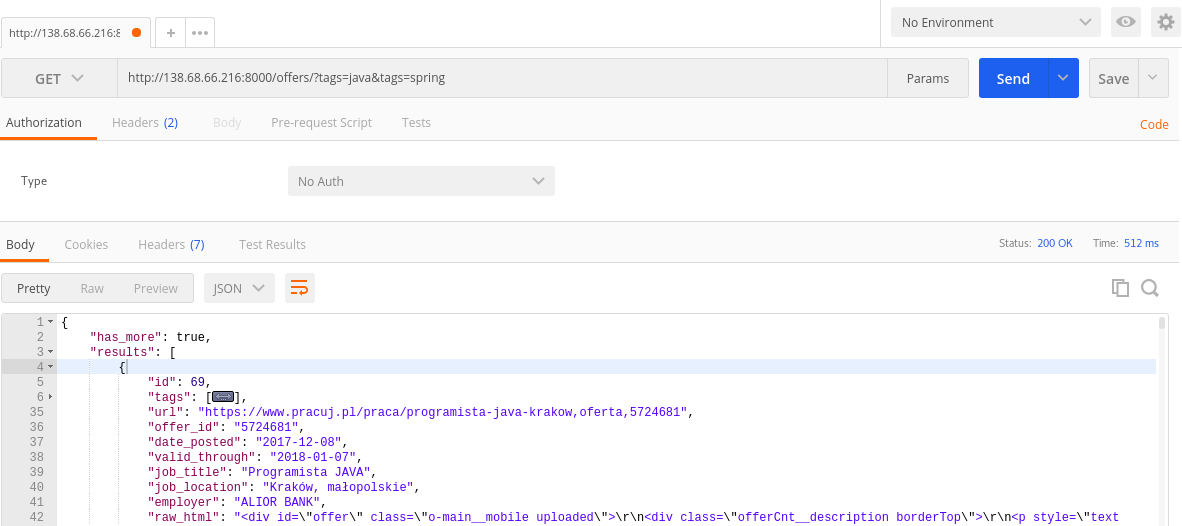 http://138.68.66.216:8
+
•••
No Environment
GET
http://138.68.66.216:8000/offers/?tags=java&tags=spring
Params
Send
Save
Authorization
Headers (2)
Body
Pre-request Script
Tests
Code
Type
No Auth
Body
Cookies
Headers (7)
Test Results
Status: 200 OK
Time: 512 ms
Pretty
Raw
Preview
JSON
1 {
2 "has_more": true,
3 "results": [
4 {
5 "id": 69,
6 "tags": [],
35 "url": "https://www.pracuj.pl/praca/programista-java-krakow,oferta,5724681",
36 "offer_id": "5724681",
37 "date_posted": "2017-12-08",
38 "valid_through": "2018-01-07",
39 "job_title": "Programista JAVA",
40 "job_location": "Kraków, małopolskie",
41 "employer": "ALIOR BANK",
42 "raw_html": "<div id=\"offer\" class=\"o-main__mobile uploaded\">\r\n<div class=\"offerCnt__description borderTop\">\r\n<p style=\"text